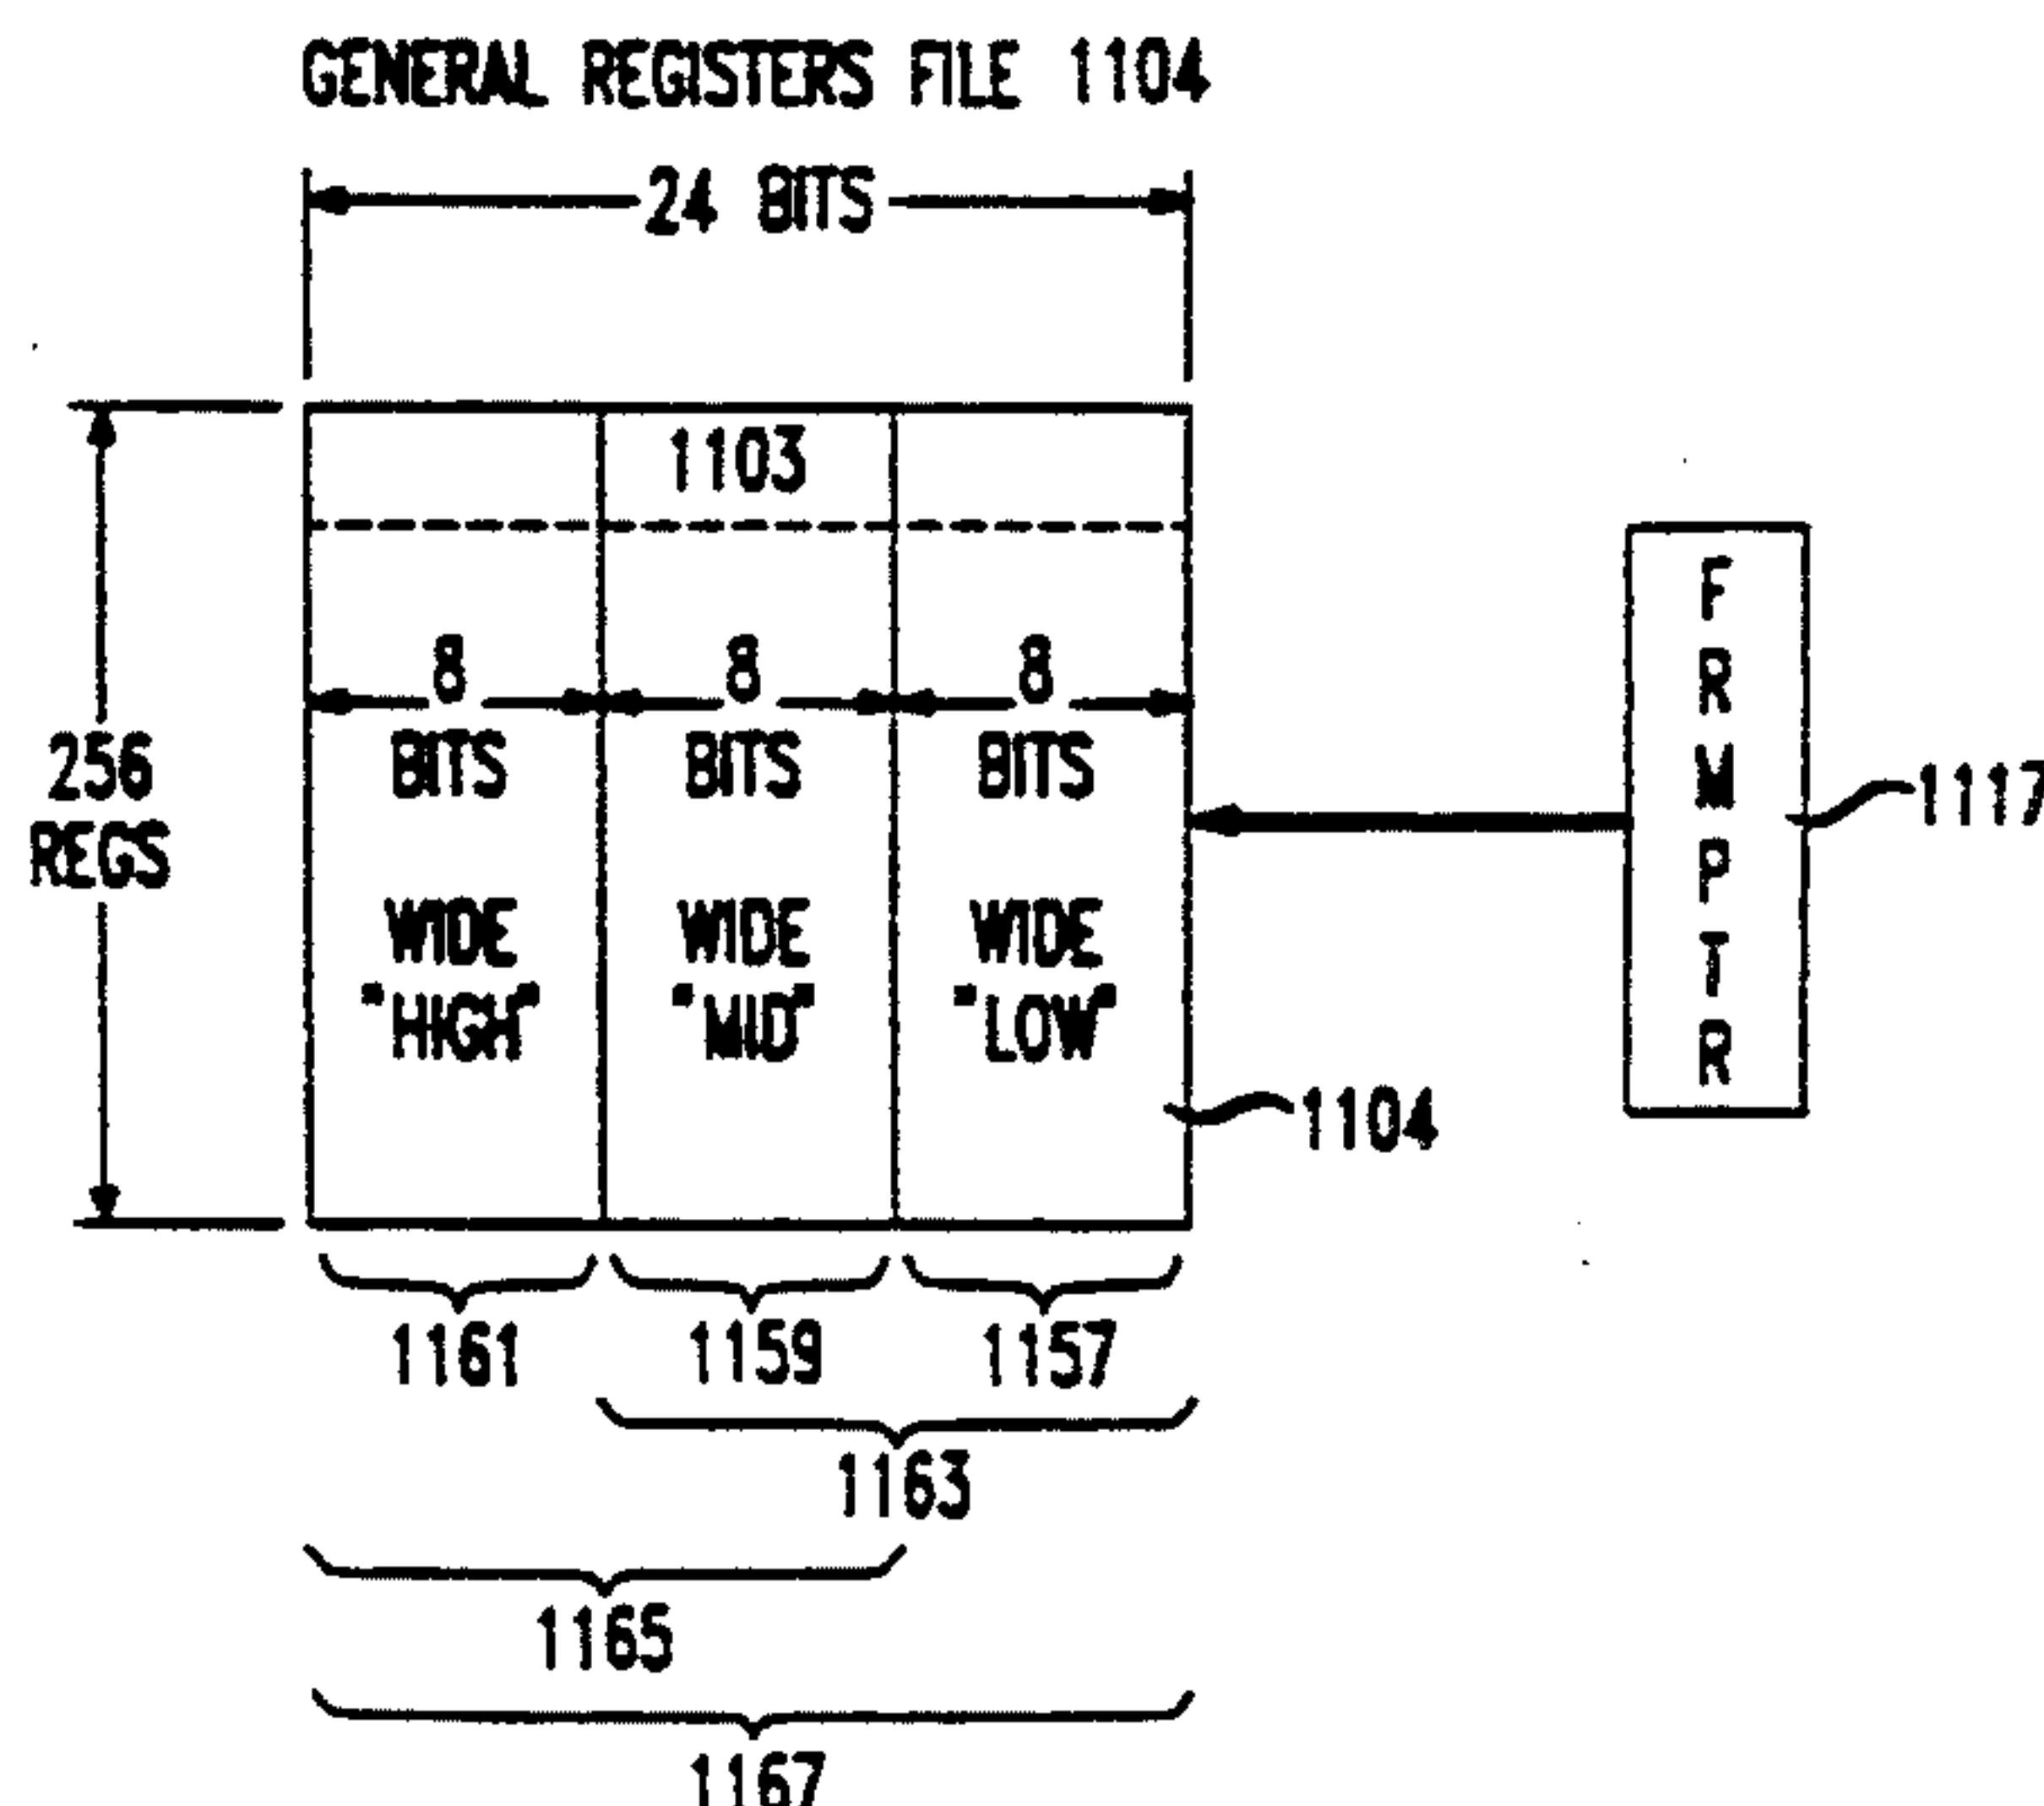 GENERAL REGISTERS FILE 1104
24 BITS
1103
8 8 8
BITS BITS BITS
256
REGS
WIDE WIDE WIDE
"HIGH" "MID" "LOW"
F
R
M
P
T
R
1117
1104
1161 1159 1157
1163
1165
1167